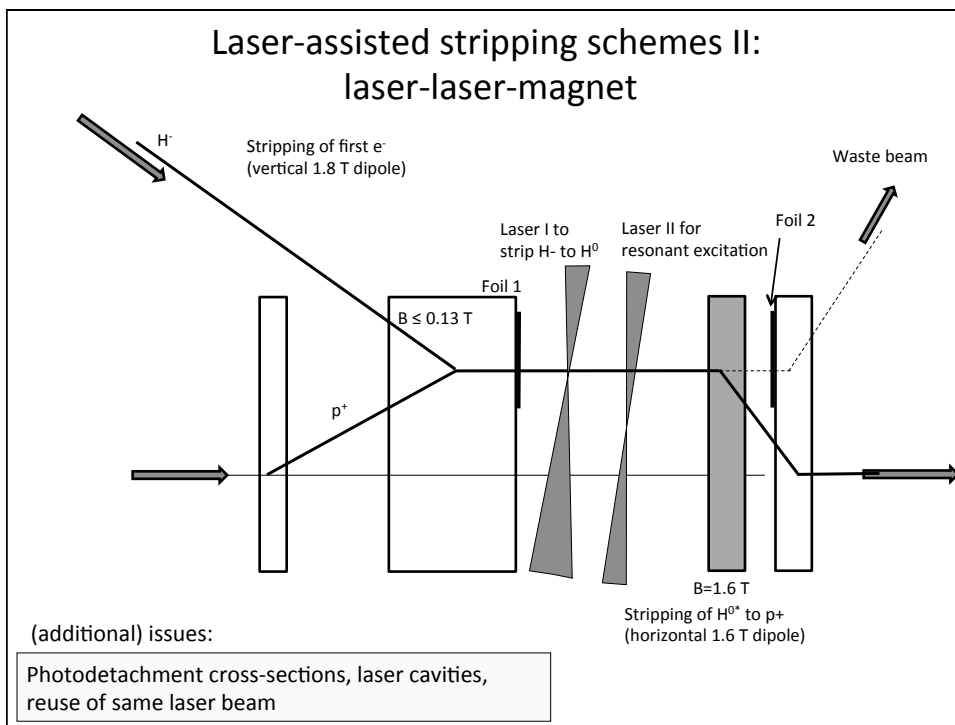 Laser-assisted stripping schemes II:
laser-laser-magnet
H-
Stripping of first e-
(vertical 1.8 T dipole)
Waste beam
Laser I to
strip H- to H0
Laser II for
resonant excitation
Foil 2
Foil 1
B ≤ 0.13 T
p+
B=1.6 T
Stripping of H0* to p+
(horizontal 1.6 T dipole)
(additional) issues:
Photodetachment cross-sections, laser cavities,
reuse of same laser beam